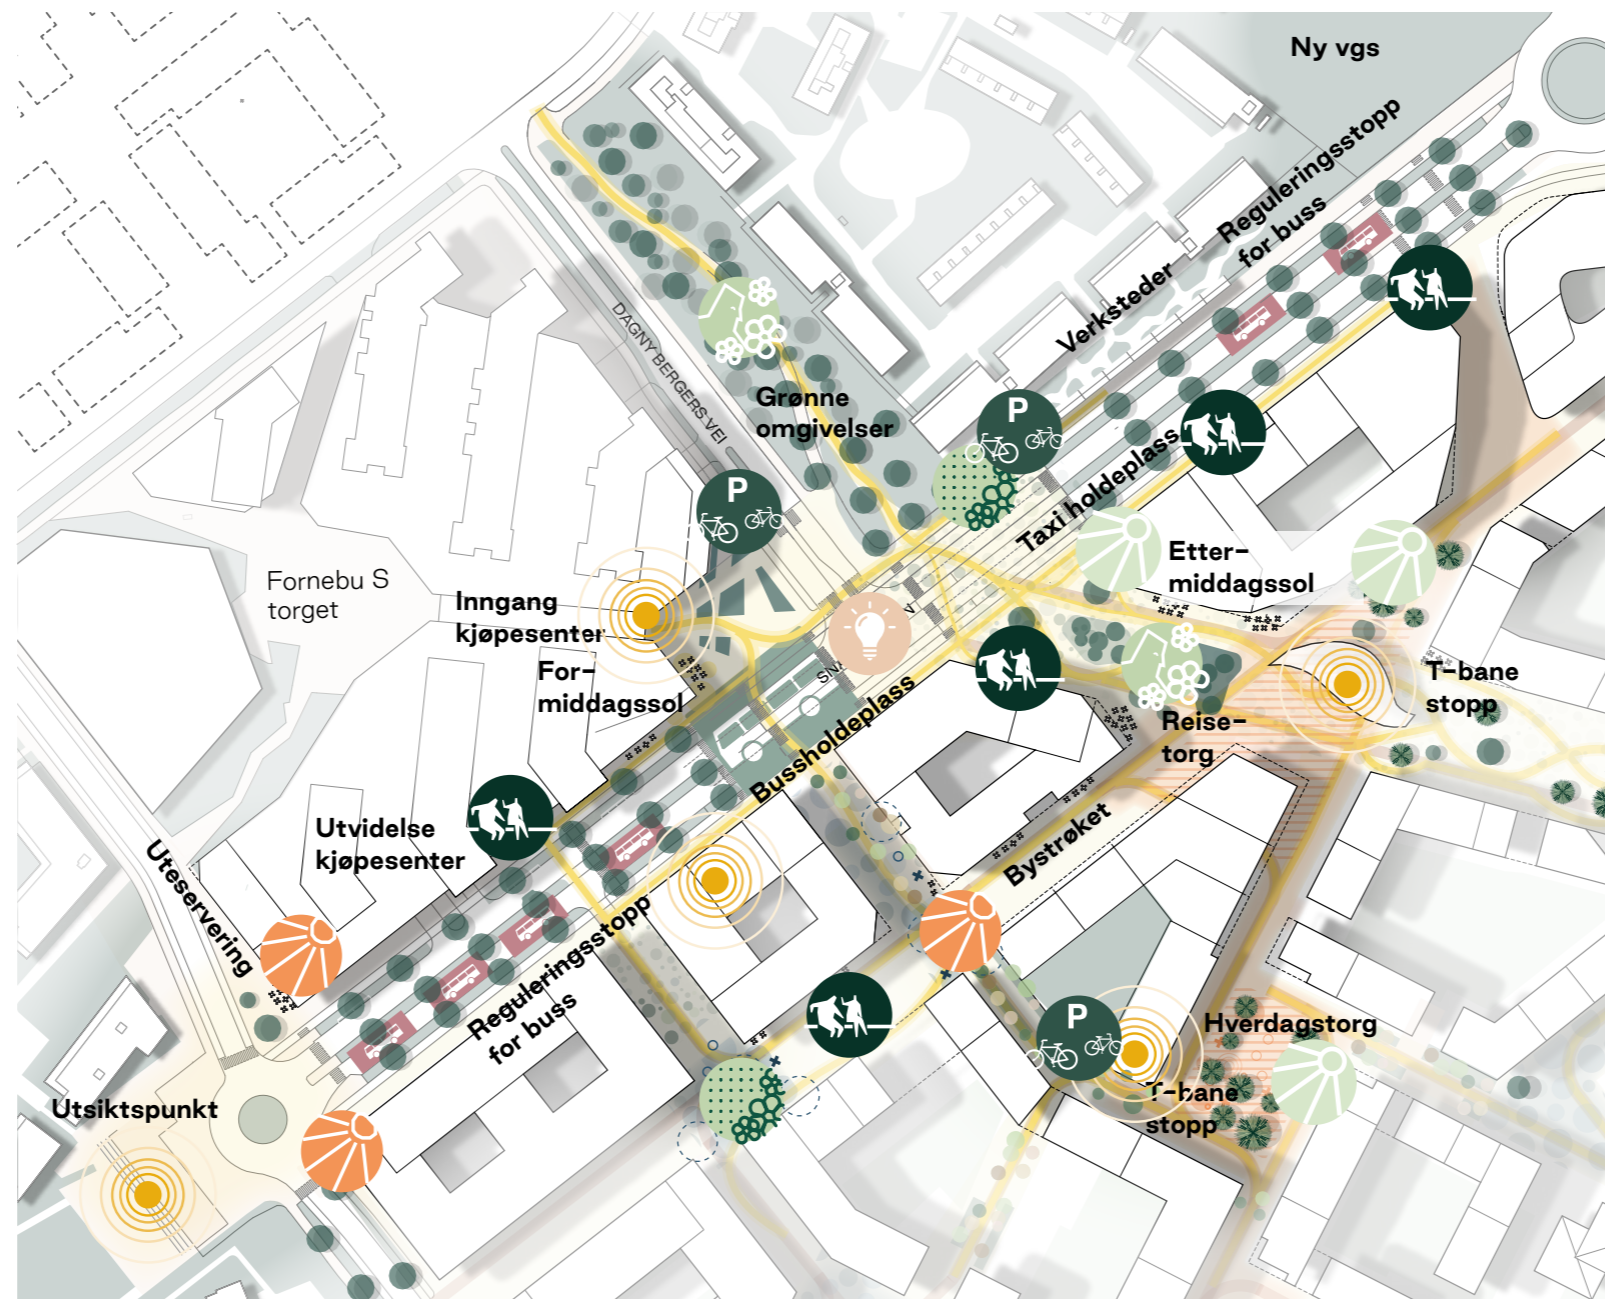 Ny vgs
Reguleringsstopp
for buss
Verksteder
DAGNY BERGERS VEI
Grønne
omgivelser
P
P
Taxi holdeplass
Etter-
middagssol
Fornebu S
torget
Inngang
kjøpesenter
For-
middagssol
T-bane
stopp
Reise-
torg
Bussholdeplass
Utvidelse
kjøpesenter
Bystrøket
Uteservering
Reguleringsstopp
for buss
P
Hverdagstorg
T-bane
stopp
Utsiktspunkt